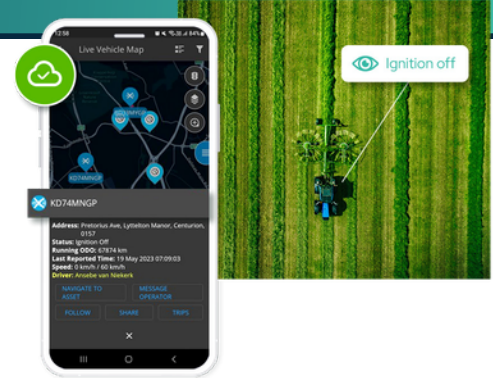 12:58
84%
Live Vehicle Map
KD74MNGP
KD74MNGP
Address: Pretorius Ave, Lyttelton Manor, Centurion,
0157
Status: Ignition Off
Running ODO: 67874 km
Last Reported Time: 19 May 2023 07:09:03
Speed: 0 km/h / 60 km/h
Driver: Ansebe van Niekerk
NAVIGATE TO
ASSET
MESSAGE
OPERATOR
FOLLOW
SHARE
TRIPS
Ignition off